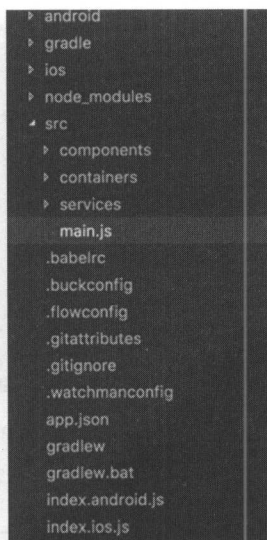 android
gradle
ios
node_modules
src
components
containers
services
main.js
.babelrc
.buckconfig
.flowconfig
.gitattributes
.gitignore
.watchmanconfig
app.json
gradlew
gradlew.bat
index.android.js
index.ios.js